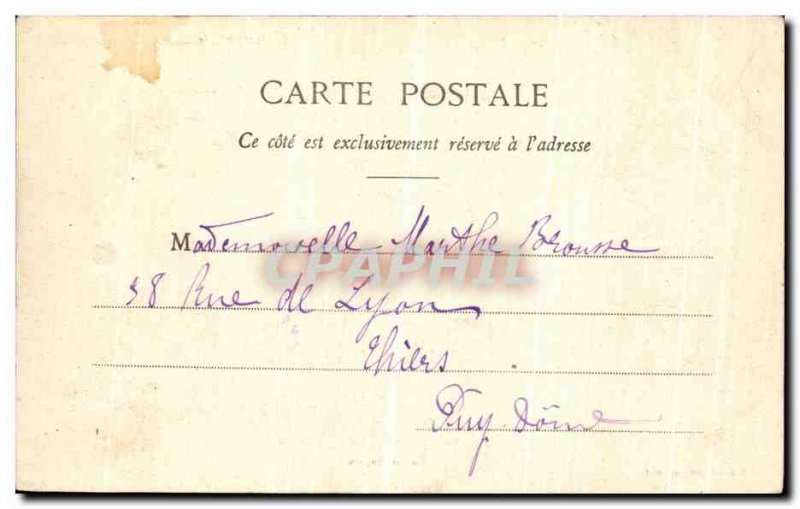 CARTE POSTALE
Ce côté est exclusivement réservé à l'adresse
Mademoiselle Marthe Brousse
CPAPHIL
38 Rue de Lyon
Thiers
Puy Dôme